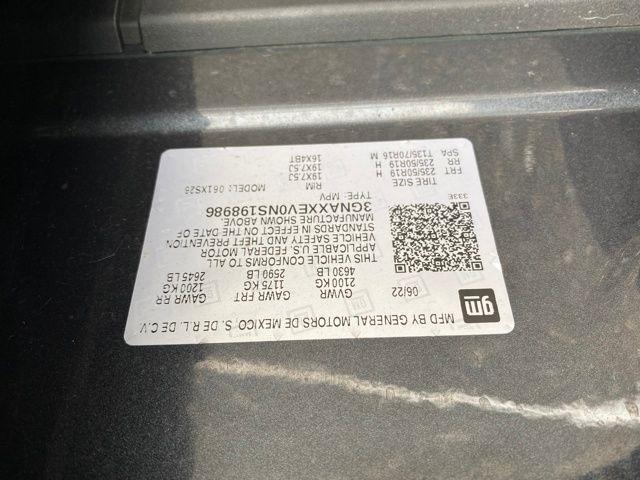 MFD BY GENERAL MOTORS DE MEXICO S. DE R.L. DE C.V.
gm
06/22
GVWR GAWR FRT GAWR RR
2100 KG 1175 KG 1200 KG
4630 LB 2590 LB 2645 LB
THIS VEHICLE CONFORMS TO ALL
APPLICABLE U.S. FEDERAL MOTOR
VEHICLE SAFETY AND THEFT PREVENTION
STANDARDS IN EFFECT ON THE DATE OF
MANUFACTURE SHOWN ABOVE.
3GNAXXEV0NS198986
TYPE: MPV MODEL: 061XS26
333E
TIRE SIZE RIM
FRT 235/50R19 H 19X7.5J
RR 235/50R19 H 19X7.5J
SPA T135/70R16 M 16X4BT